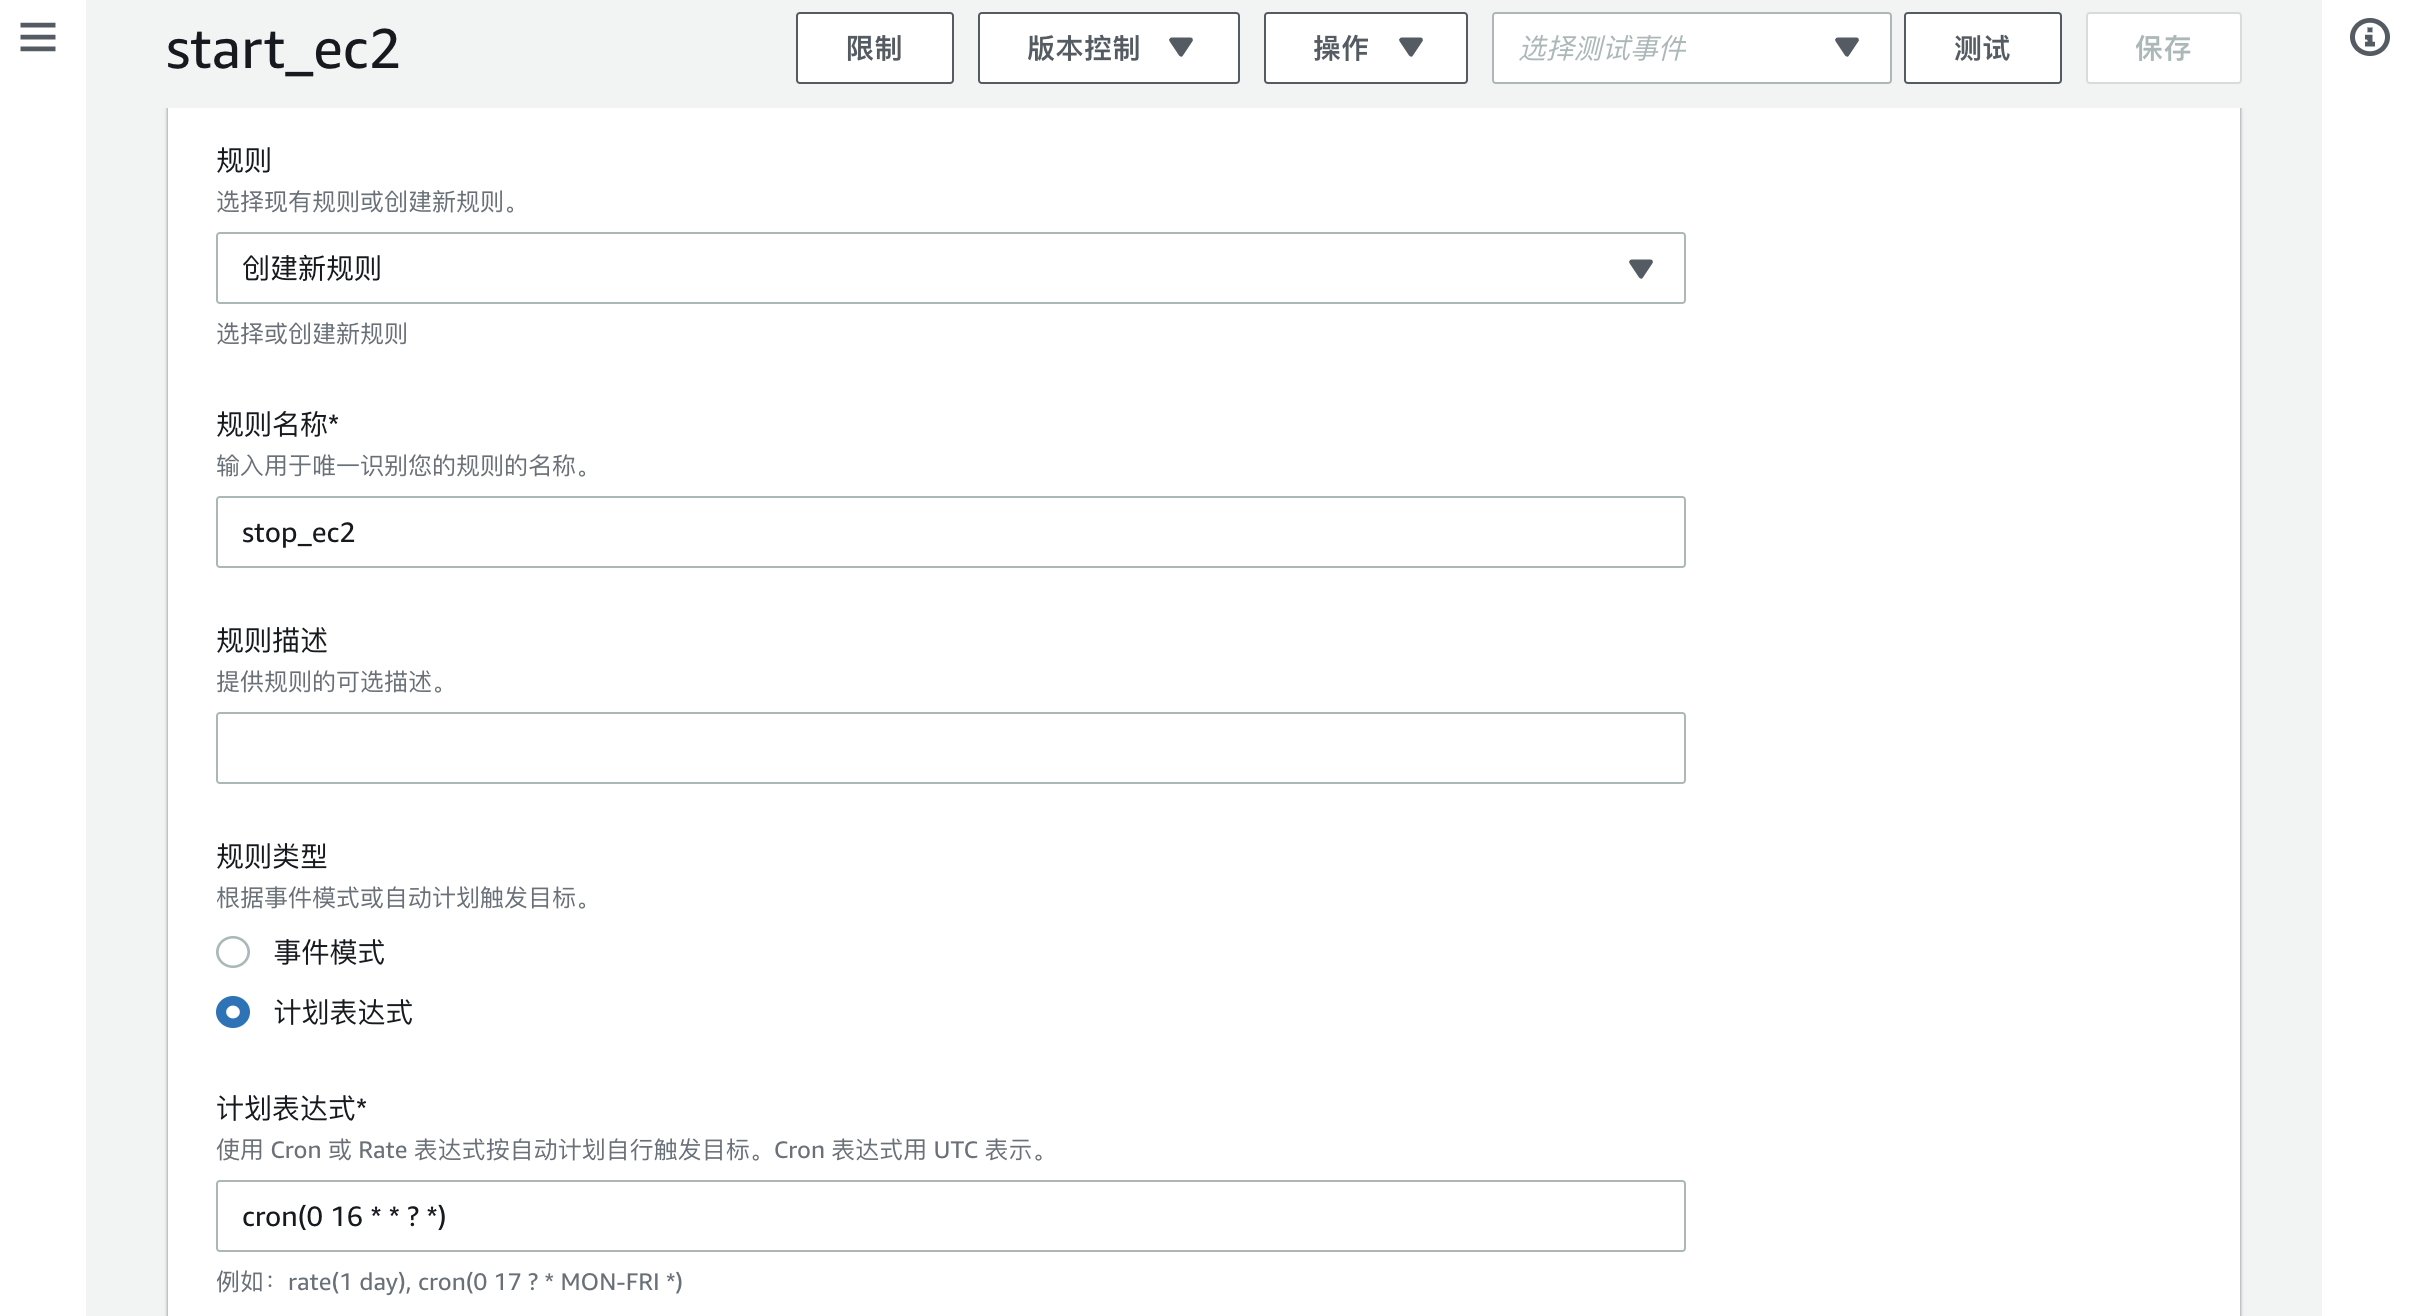 start_ec2
限制
版本控制
操作
选择测试事件
测试
保存
规则
选择现有规则或创建新规则。
创建新规则
选择或创建新规则
规则名称*
输入用于唯一识别您的规则的名称。
stop_ec2
规则描述
提供规则的可选描述。
规则类型
根据事件模式或自动计划触发目标。
事件模式
计划表达式
计划表达式*
使用 Cron 或 Rate 表达式按自动计划自行触发目标。Cron 表达式用 UTC 表示。
cron(0 16 * * ? *)
例如：rate(1 day), cron(0 17 ? * MON-FRI *)